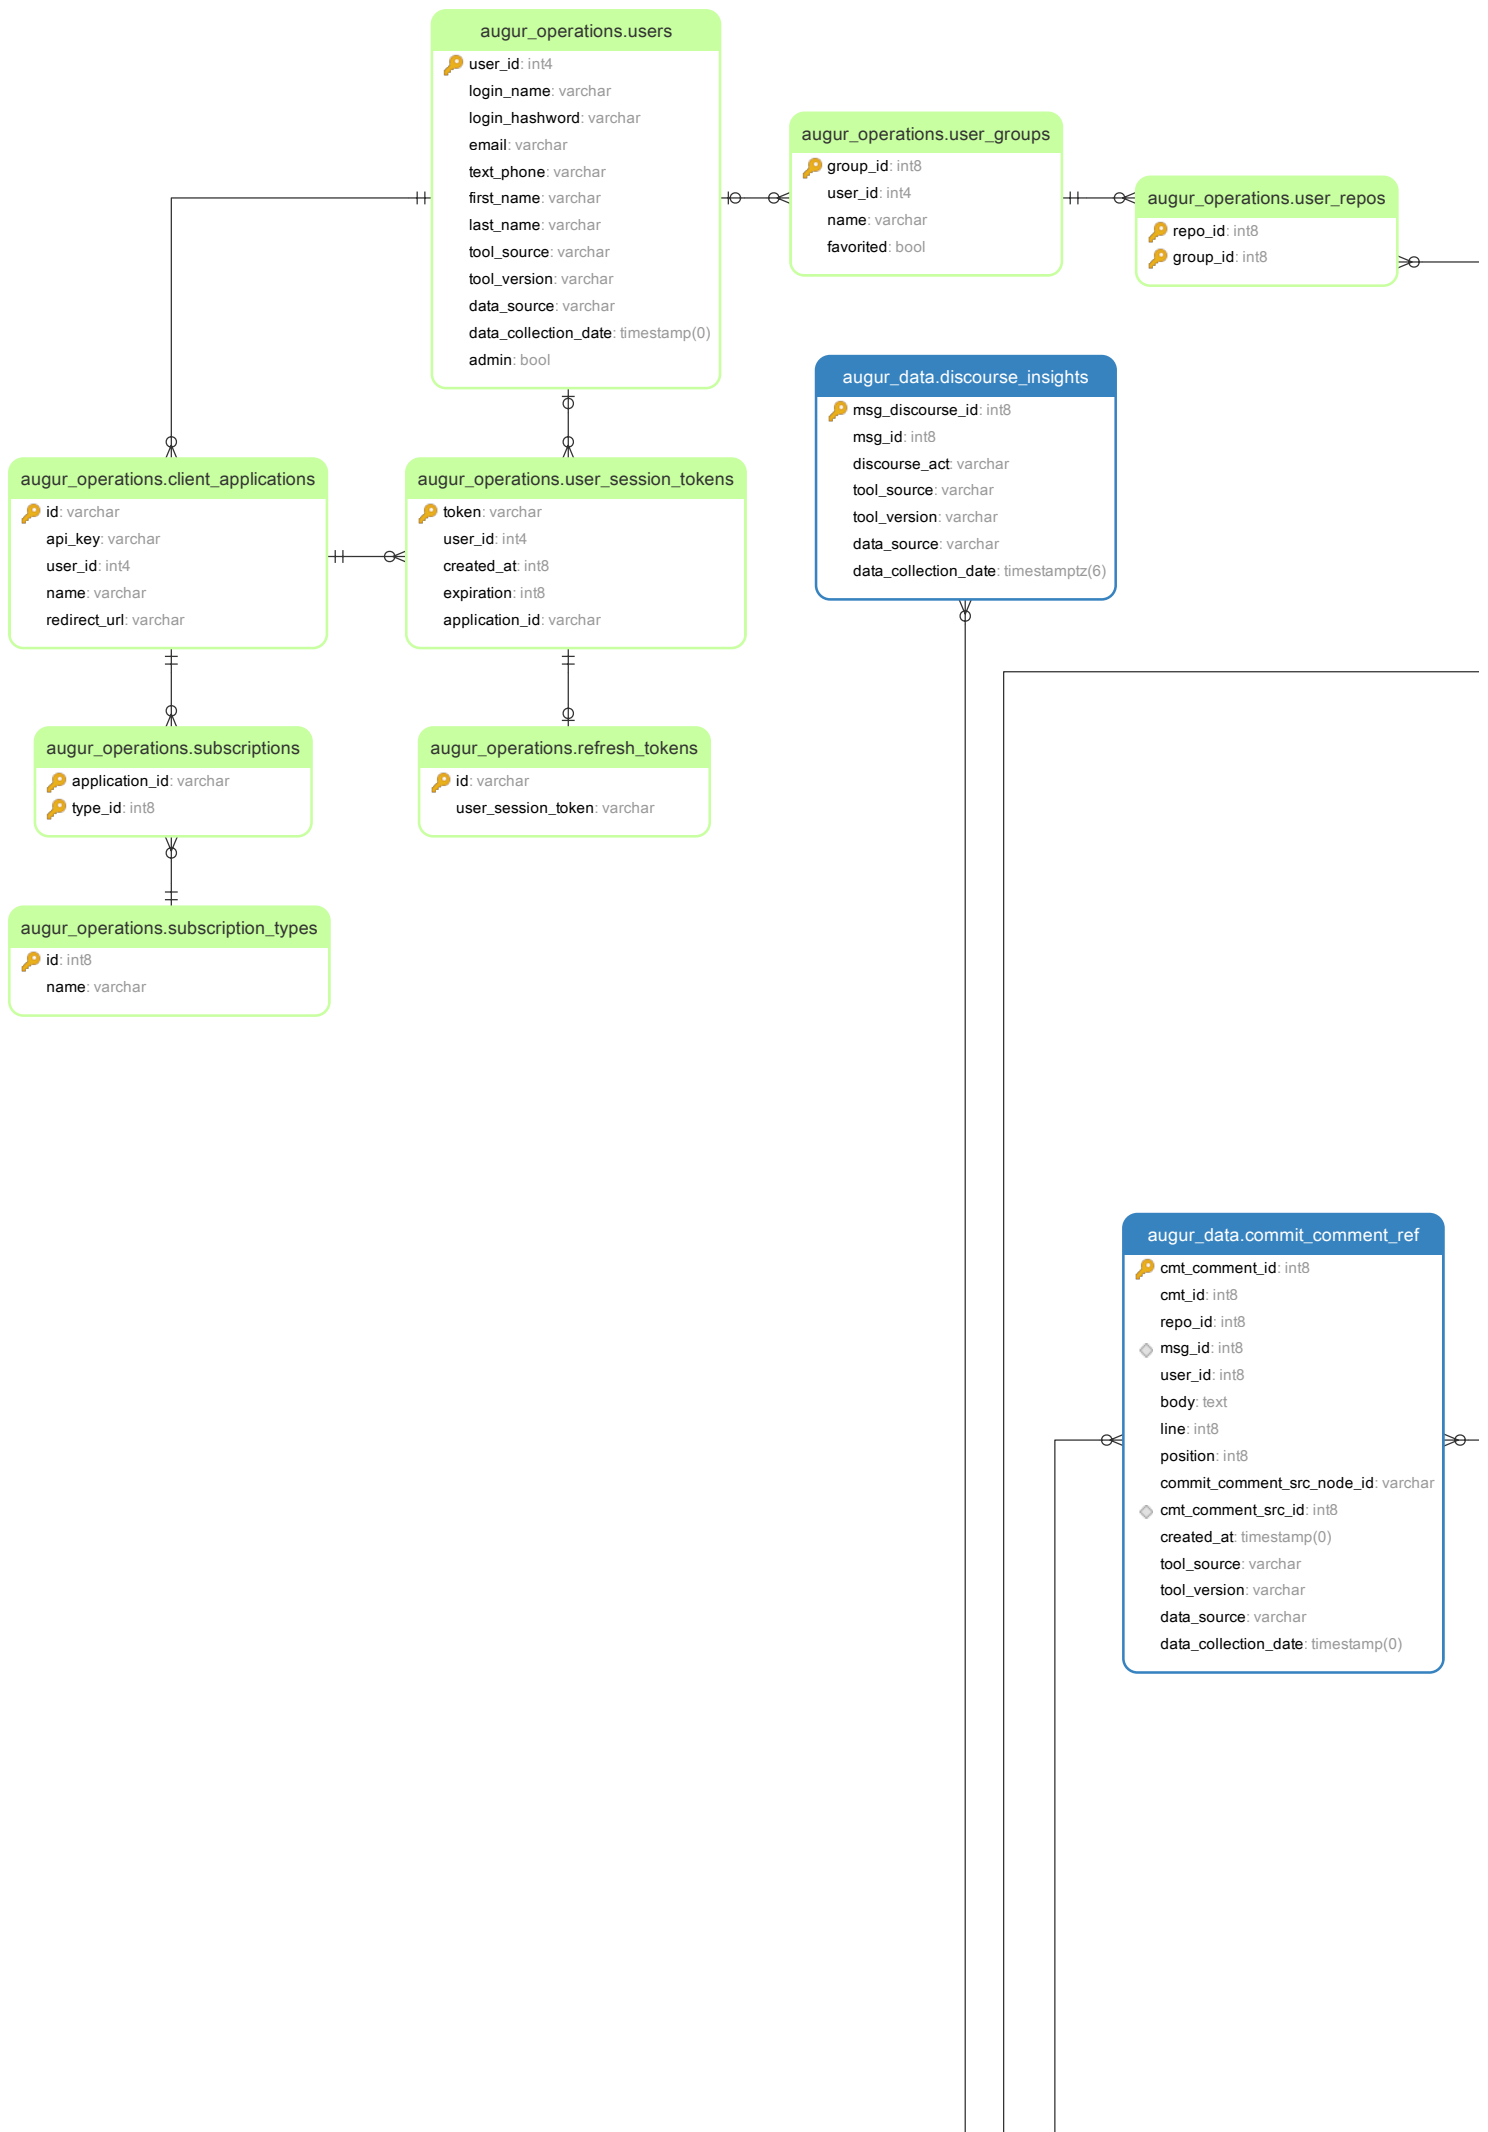 augur_operations.users
user_id: int4
login_name: varchar
login_hashword: varchar
email: varchar
text_phone: varchar
first_name: varchar
last_name: varchar
tool_source: varchar
tool_version: varchar
data_source: varchar
data_collection_date: timestamp(0)
admin: bool
augur_operations.user_groups
group_id: int8
user_id: int4
name: varchar
favorited: bool
augur_operations.user_repos
repo_id: int8
group_id: int8
augur_data.discourse_insights
msg_discourse_id: int8
msg_id: int8
discourse_act: varchar
tool_source: varchar
tool_version: varchar
data_source: varchar
data_collection_date: timestamptz(6)
augur_operations.client_applications
id: varchar
api_key: varchar
user_id: int4
name: varchar
redirect_url: varchar
augur_operations.user_session_tokens
token: varchar
user_id: int4
created_at: int8
expiration: int8
application_id: varchar
augur_operations.subscriptions
application_id: varchar
type_id: int8
augur_operations.refresh_tokens
id: varchar
user_session_token: varchar
augur_operations.subscription_types
id: int8
name: varchar
augur_data.commit_comment_ref
cmt_comment_id: int8
cmt_id: int8
repo_id: int8
msg_id: int8
user_id: int8
body: text
line: int8
position: int8
commit_comment_src_node_id: varchar
cmt_comment_src_id: int8
created_at: timestamp(0)
tool_source: varchar
tool_version: varchar
data_source: varchar
data_collection_date: timestamp(0)